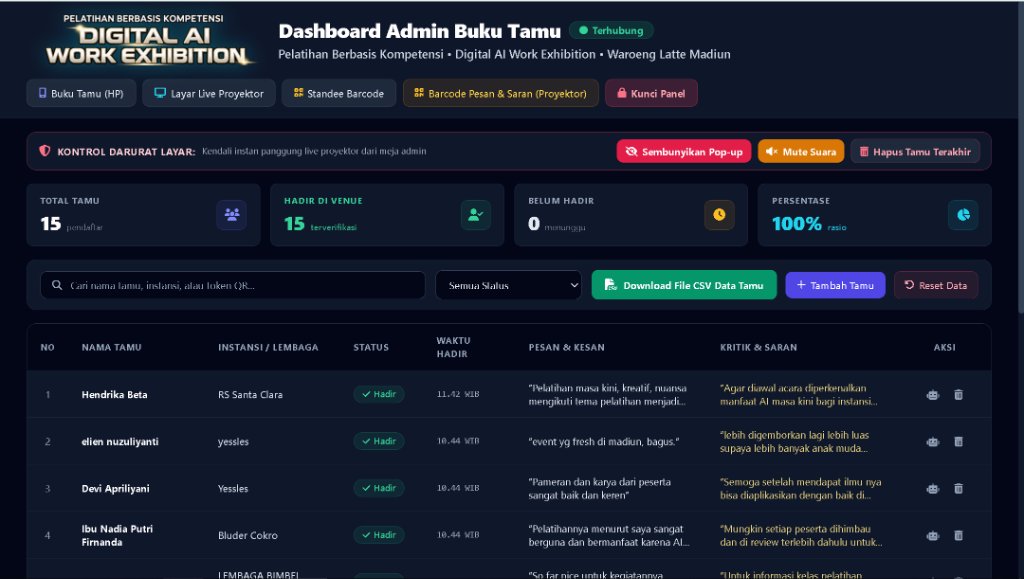 PELATIHAN BERBASIS KOMPETENSI
DIGITAL AI
WORK EXHIBITION
Dashboard Admin Buku Tamu
Terhubung
Pelatihan Berbasis Kompetensi • Digital AI Work Exhibition • Waroeng Latte Madiun
Buku Tamu (HP)
Layar Live Proyektor
Standee Barcode
Barcode Pesan & Saran (Proyektor)
Kunci Panel
KONTROL DARURAT LAYAR: Kendali instan panggung live proyektor dari meja admin
Sembunyikan Pop-up
Mute Suara
Hapus Tamu Terakhir
TOTAL TAMU
15 pendaftar
HADIR DI VENUE
15 terverifikasi
BELUM HADIR
0 menunggu
PERSENTASE
100% rasio
Cari nama tamu, instansi, atau token QR...
Semua Status
Download File CSV Data Tamu
+ Tambah Tamu
Reset Data
NO
NAMA TAMU
INSTANSI / LEMBAGA
STATUS
WAKTU
HADIR
PESAN & KESAN
KRITIK & SARAN
AKSI
1
Hendrika Beta
RS Santa Clara
Hadir
11.42 WIB
"Pelatihan masa kini, kreatif, nuansa
mengikuti tema pelatihan menjadi...
"Agar diawal acara diperkenalkan
manfaat AI masa kini bagi instansi...
2
elien nuzuliyanti
yessles
Hadir
10.44 WIB
"event yg fresh di madiun, bagus."
"lebih digemborkan lagi lebih luas
supaya lebih banyak anak muda...
3
Devi Apriliyani
Yessles
Hadir
10.44 WIB
"Pameran dan karya dari peserta
sangat baik dan keren"
"Semoga setelah mendapat ilmu nya
bisa diaplikasikan dengan baik di...
4
Ibu Nadia Putri
Firnanda
Bluder Cokro
Hadir
10.44 WIB
"Pelatihannya menurut saya sangat
berguna dan bermanfaat karena AI...
"Mungkin setiap peserta dihimbau
dan di review terlebih dahulu untuk...
LEMBAGA BIMBEL
"So far nice untuk kegiatannya
"Untuk informasi kelas pelatihan